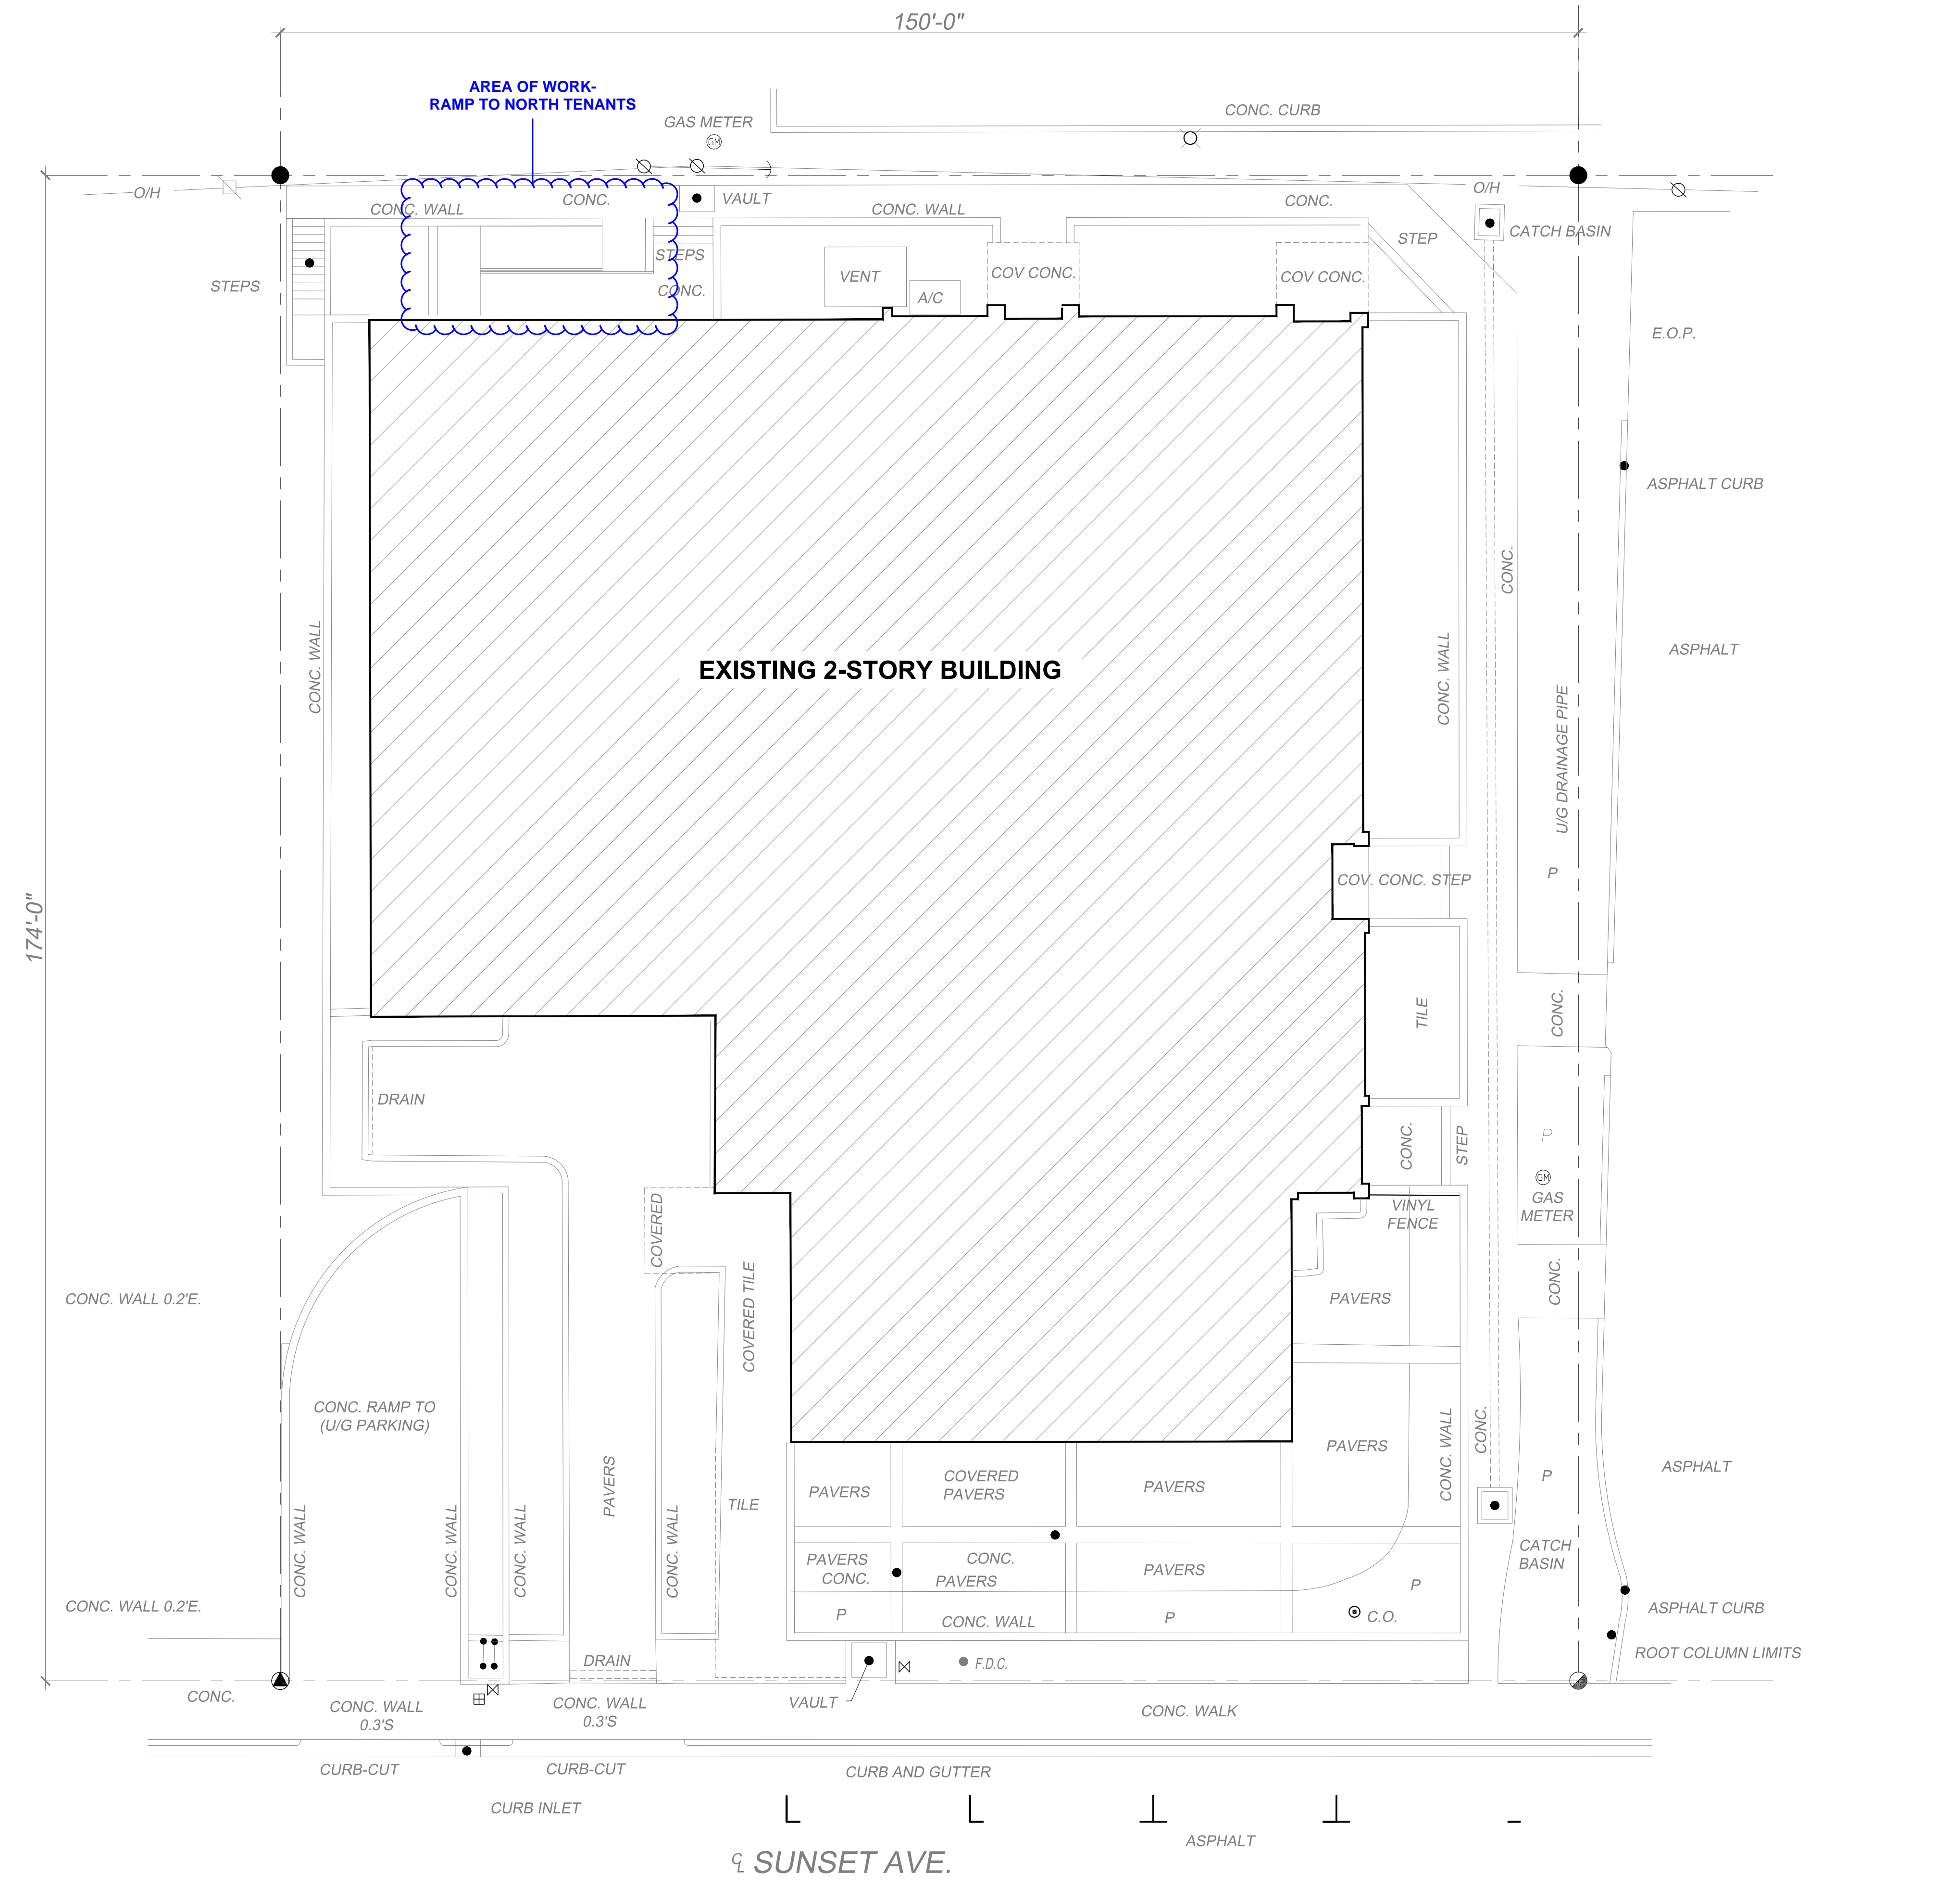 150'-0"
AREA OF WORK-
RAMP TO NORTH TENANTS
GAS METER
GM
CONC. CURB
O/H
CONC. WALL
CONC.
VAULT
CONC. WALL
CONC.
O/H
CATCH BASIN
STEP
STEPS
STEPS
CONC.
VENT
A/C
COV CONC.
COV CONC.
E.O.P.
ASPHALT CURB
CONC.
CONC. WALL
EXISTING 2-STORY BUILDING
CONC. WALL
ASPHALT
U/G DRAINAGE PIPE
P
COV. CONC. STEP
174'-0"
TILE
CONC.
DRAIN
CONC.
STEP
P
GM
GAS
METER
VINYL
FENCE
COVERED
CONC.
CONC. WALL 0.2'E.
PAVERS
COVERED TILE
CONC. RAMP TO
(U/G PARKING)
PAVERS
CONC. WALL
CONC.
ASPHALT
P
COVERED
PAVERS
PAVERS
PAVERS
PAVERS
TILE
CONC. WALL
CONC. WALL
CONC. WALL
CONC. WALL
CATCH
BASIN
PAVERS
CONC.
CONC.
PAVERS
PAVERS
P
CONC. WALL 0.2'E.
P
CONC. WALL
P
C.O.
ASPHALT CURB
ROOT COLUMN LIMITS
DRAIN
F.D.C.
CONC.
CONC. WALL
0.3'S
CONC. WALL
0.3'S
VAULT
CONC. WALK
CURB-CUT
CURB-CUT
CURB AND GUTTER
CURB INLET
ASPHALT
℄ SUNSET AVE.